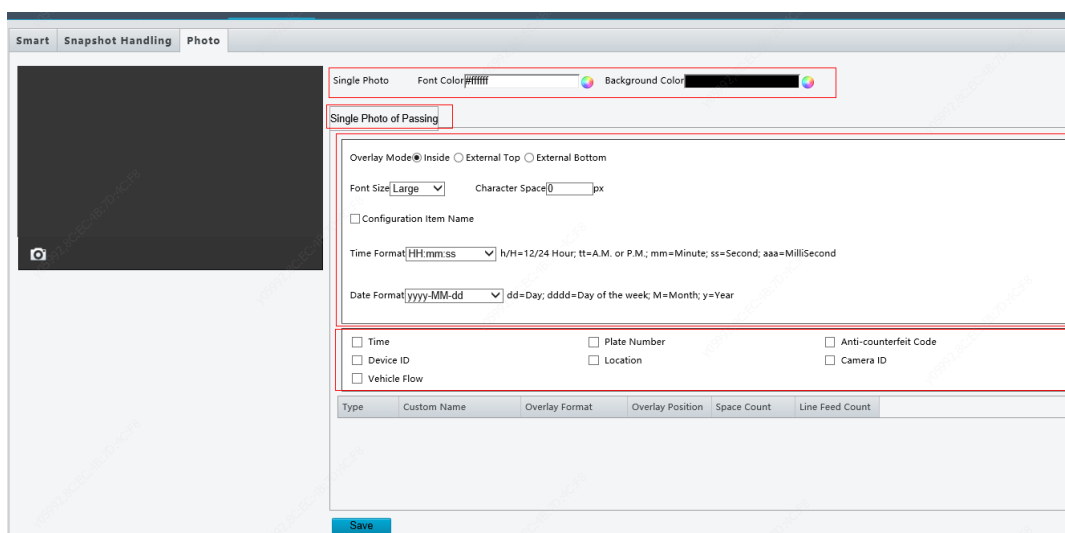 Smart Snapshot Handling Photo
Single Photo Font Color #ffffff Background Color
Single Photo of Passing
Overlay Mode Inside External Top External Bottom
Font Size Large Character Space 0 px
Configuration Item Name
Time Format HH:mm:ss h/H=12/24 Hour; tt=A.M. or P.M.; mm=Minute; ss=Second; aaa=MilliSecond
Date Format yyyy-MM-dd dd=Day; dddd=Day of the week; M=Month; y=Year
Time Plate Number Anti-counterfeit Code
Device ID Location Camera ID
Vehicle Flow
Type Custom Name Overlay Format Overlay Position Space Count Line Feed Count
Save